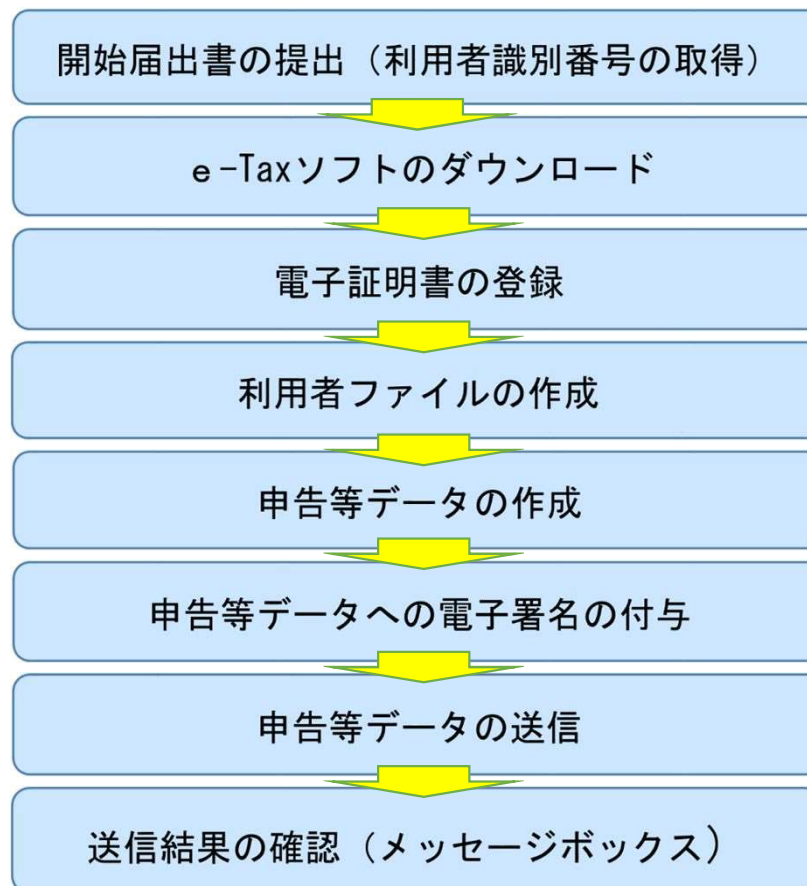 開始届出書の提出（利用者識別番号の取得）
ｅ-Taxソフトのダウンロード
電子証明書の登録
利用者ファイルの作成
申告等データの作成
申告等データへの電子署名の付与
申告等データの送信
送信結果の確認（メッセージボックス）